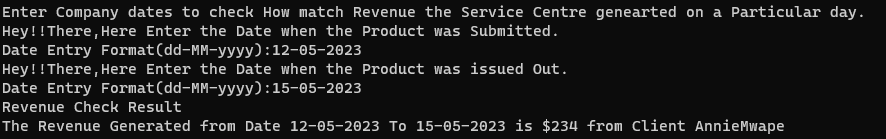 Enter Company dates to check How match Revenue the Service Centre genearted on a Particular day.
Hey!!There,Here Enter the Date when the Product was Submitted.
Date Entry Format(dd-MM-yyyy):12-05-2023
Hey!!There,Here Enter the Date when the Product was issued Out.
Date Entry Format(dd-MM-yyyy):15-05-2023
Revenue Check Result
The Revenue Generated from Date 12-05-2023 To 15-05-2023 is $234 from Client AnnieMwape